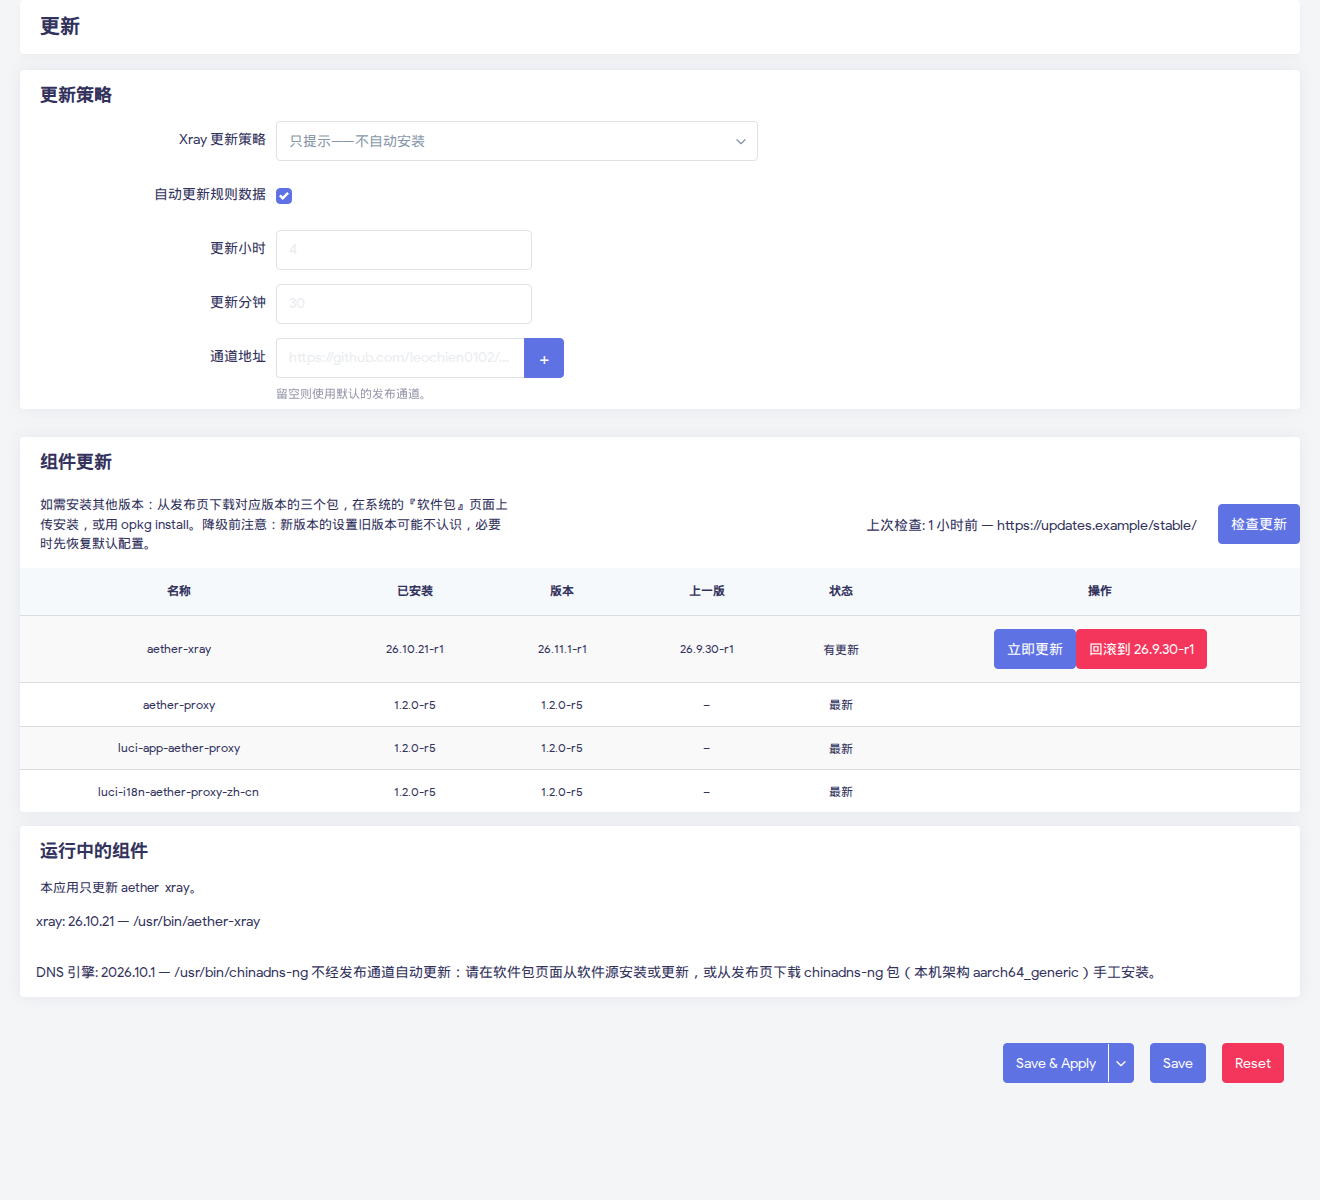 更新
更新策略
Xray 更新策略
只提示——不自动安装
自动更新规则数据
更新小时
4
更新分钟
30
通道地址
https://github.com/leochien0102/...
+
留空则使用默认的发布通道。
组件更新
如需安装其他版本：从发布页下载对应版本的三个包，在系统的『软件包』页面上
传安装，或用 opkg install。降级前注意：新版本的设置旧版本可能不认识，必要
时先恢复默认配置。
上次检查: 1 小时前 — https://updates.example/stable/
检查更新
名称 已安装 版本 上一版 状态 操作
aether-xray 26.10.21-r1 26.11.1-r1 26.9.30-r1 有更新 立即更新 回滚到 26.9.30-r1
aether-proxy 1.2.0-r5 1.2.0-r5 – 最新
luci-app-aether-proxy 1.2.0-r5 1.2.0-r5 – 最新
luci-i18n-aether-proxy-zh-cn 1.2.0-r5 1.2.0-r5 – 最新
运行中的组件
本应用只更新 aether xray。
xray: 26.10.21 — /usr/bin/aether-xray
DNS 引擎: 2026.10.1 — /usr/bin/chinadns-ng 不经发布通道自动更新：请在软件包页面从软件源安装或更新，或从发布页下载 chinadns-ng 包（本机架构 aarch64_generic）手工安装。
Save & Apply
Save
Reset